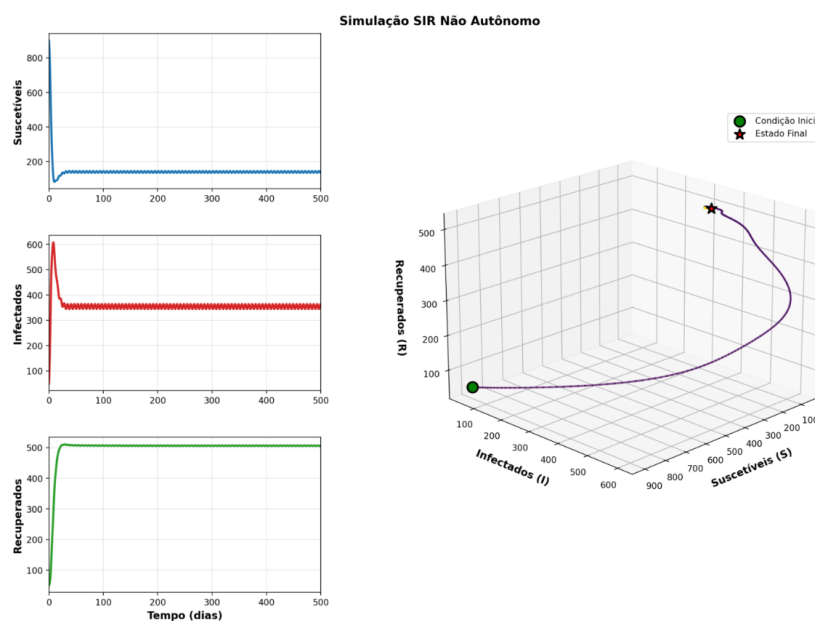 Simulação SIR Não Autônomo
Suscetíveis
800
600
400
200
0 100 200 300 400 500
Infectados
600
500
400
300
200
100
0 100 200 300 400 500
Recuperados
500
400
300
200
100
0 100 200 300 400 500
Tempo (dias)
Condição Inici
Estado Final
Recuperados (R)
500
400
300
200
100
Infectados (I)
100
200
300
400
500
600
Suscetíveis (S)
100
200
300
400
500
600
700
800
900